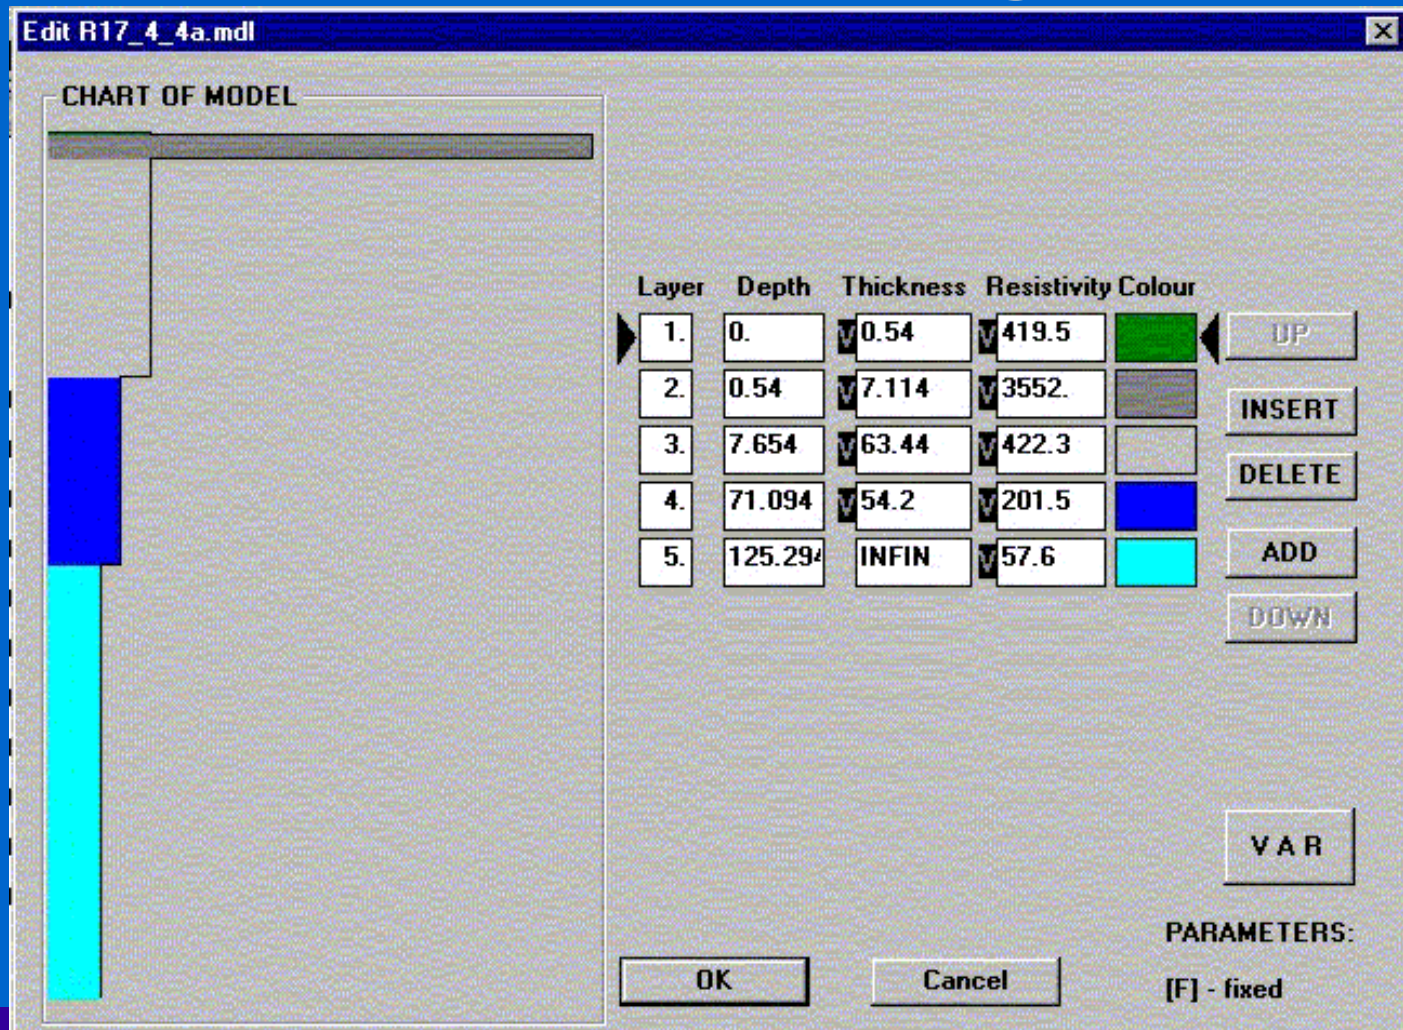 Edit R17_4_4a.mdl
CHART OF MODEL
Layer Depth Thickness Resistivity Colour
1. 0. V 0.54 V 419.5 UP
2. 0.54 V 7.114 V 3552. INSERT
3. 7.654 V 63.44 V 422.3 DELETE
4. 71.094 V 54.2 V 201.5
5. 125.294 INFIN V 57.6 ADD
DOWN
V A R
PARAMETERS:
OK Cancel [F] - fixed